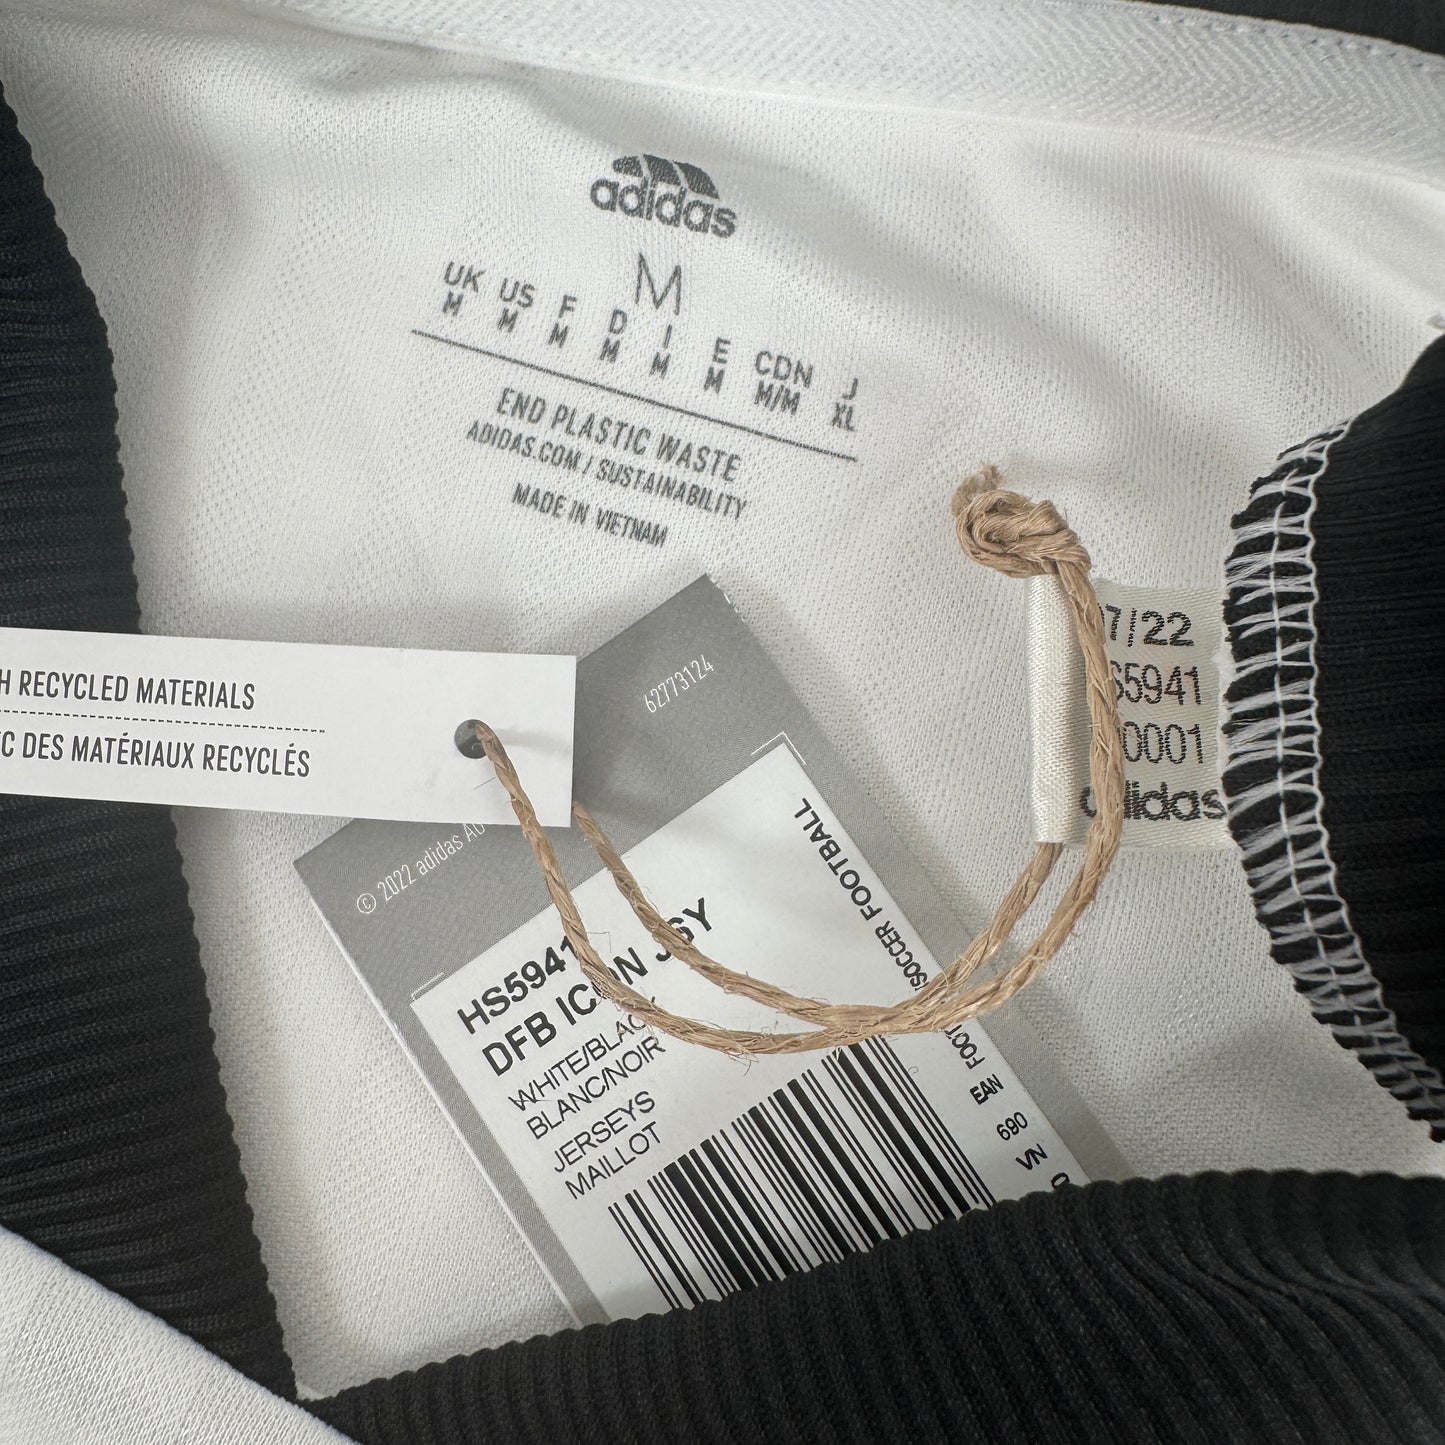 adidas
M
UK US F D I E CDN J
M M M M M M M/M XL
END PLASTIC WASTE
ADIDAS.COM / SUSTAINABILITY
MADE IN VIETNAM
H RECYCLED MATERIALS
C DES MATÉRIAUX RECYCLÉS
62773124
© 2022 adidas AG
7/22
S5941
0001
adidas
SOCCER FOOTBALL
HS5941
DFB ICON JSY
WHITE/BLACK
BLANC/NOIR
JERSEYS
MAILLOT
EAN
690
VN